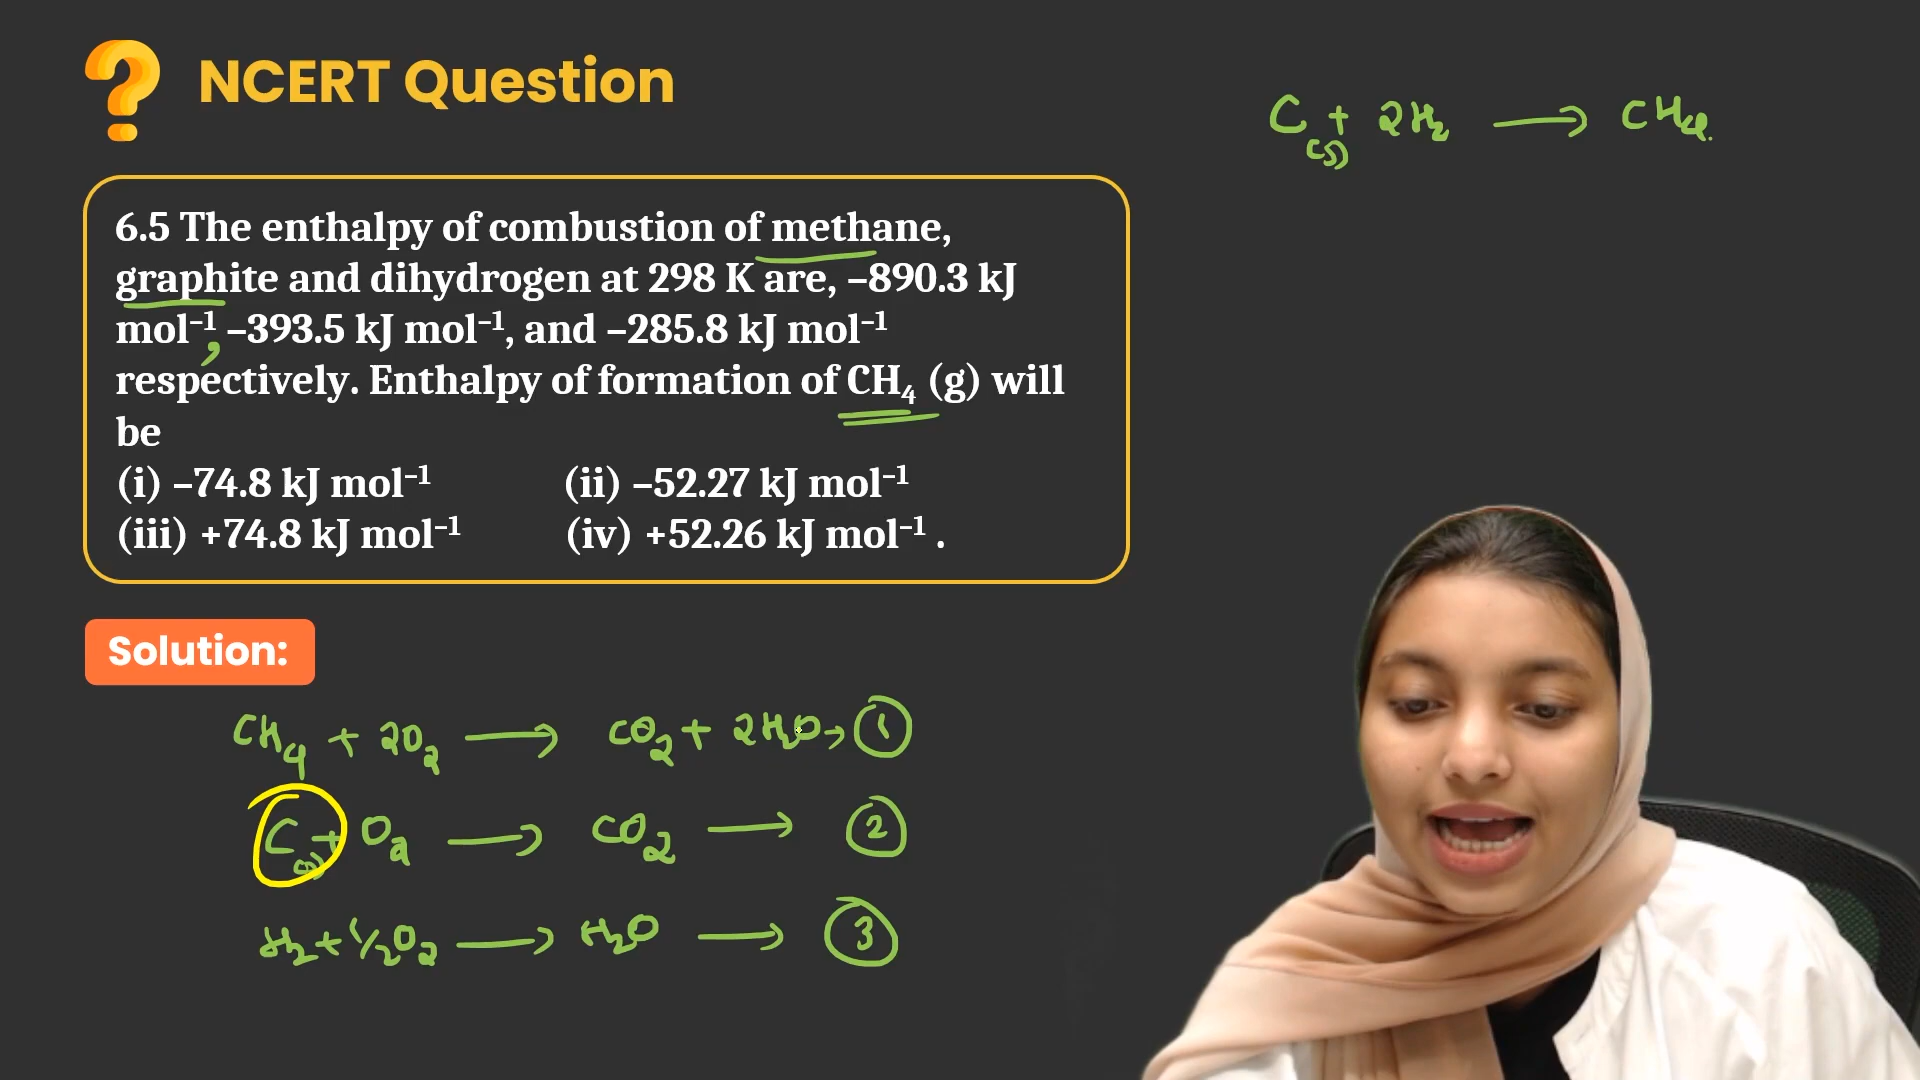 NCERT Question
C(s) + 2H₂ ⟶ CH₄.
6.5 The enthalpy of combustion of methane,
graphite and dihydrogen at 298 K are, –890.3 kJ
mol⁻¹, –393.5 kJ mol⁻¹, and –285.8 kJ mol⁻¹
respectively. Enthalpy of formation of CH₄ (g) will
be
(i) –74.8 kJ mol⁻¹ (ii) –52.27 kJ mol⁻¹
(iii) +74.8 kJ mol⁻¹ (iv) +52.26 kJ mol⁻¹ .
Solution:
CH₄ + 2O₂ ⟶ CO₂ + 2H₂O → ①
C(s) + O₂ ⟶ CO₂ ⟶ ②
H₂ + ½O₂ ⟶ H₂O ⟶ ③